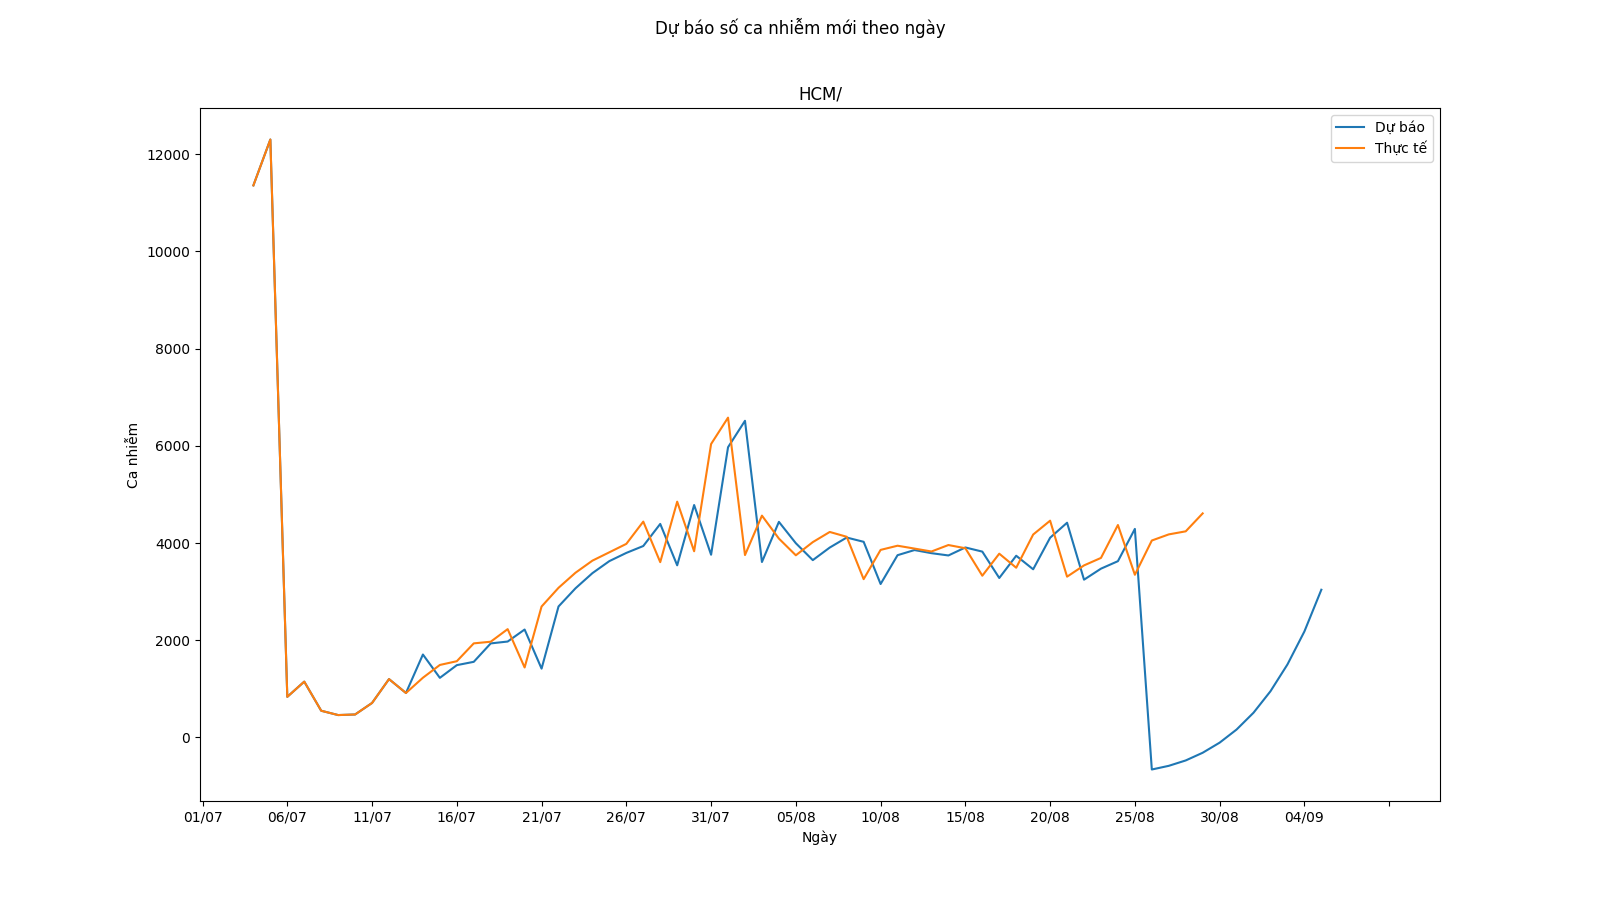 Dự báo số ca nhiễm mới theo ngày
HCM/
Dự báo
Thực tế
12000
10000
8000
6000
4000
2000
0
Ca nhiễm
01/07 06/07 11/07 16/07 21/07 26/07 31/07 05/08 10/08 15/08 20/08 25/08 30/08 04/09
Ngày